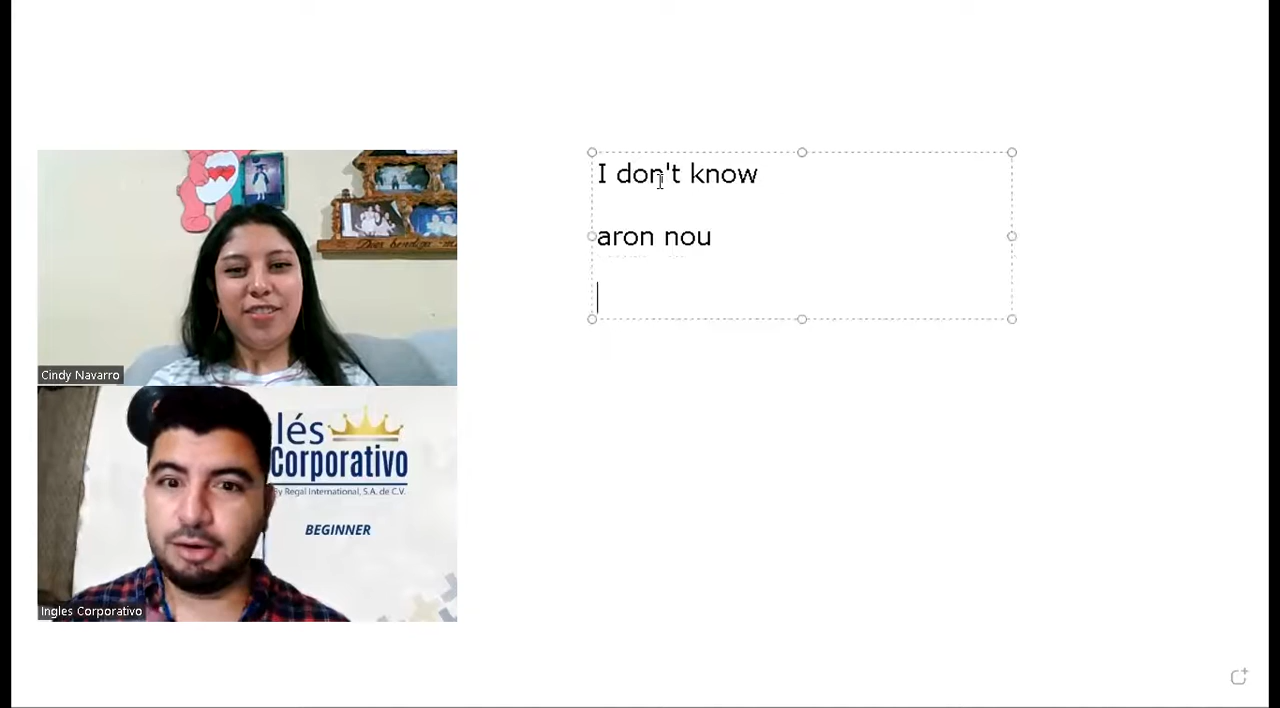 I don't know
aron nou
Cindy Navarro
lés
Corporativo
By Regal International, S.A. de C.V.
BEGINNER
Ingles Corporativo